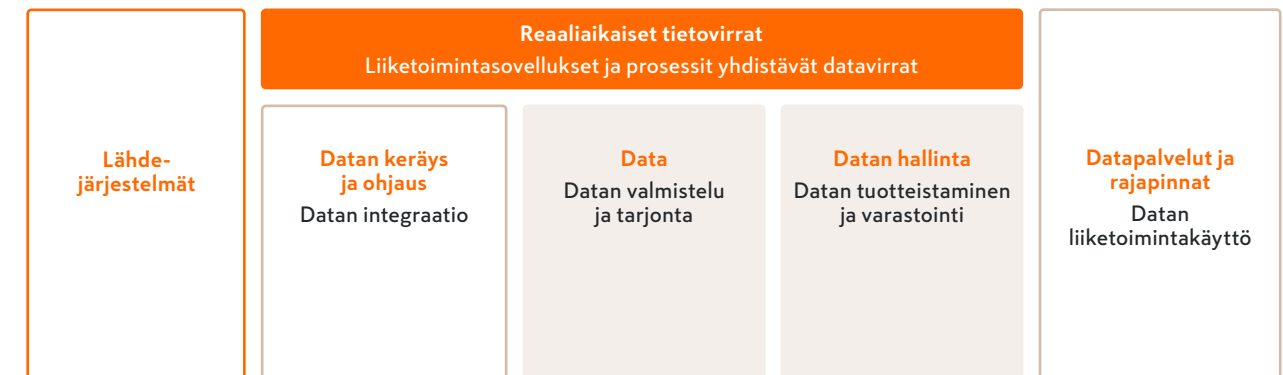 Reaaliaikaiset tietovirrat
Liiketoimintasovellukset ja prosessit yhdistävät datavirrat
Lähde-
järjestelmät
Datan keräys
ja ohjaus
Datan integraatio
Data
Datan valmistelu
ja tarjonta
Datan hallinta
Datan tuotteistaminen
ja varastointi
Datapalvelut ja
rajapinnat
Datan
liiketoimintakäyttö